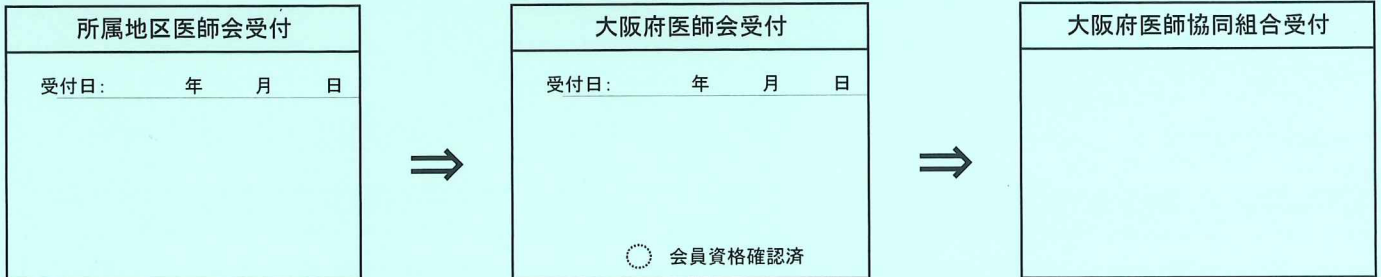 所属地区医師会受付
受付日: 年 月 日
⇒
大阪府医師会受付
受付日: 年 月 日
会員資格確認済
⇒
大阪府医師協同組合受付